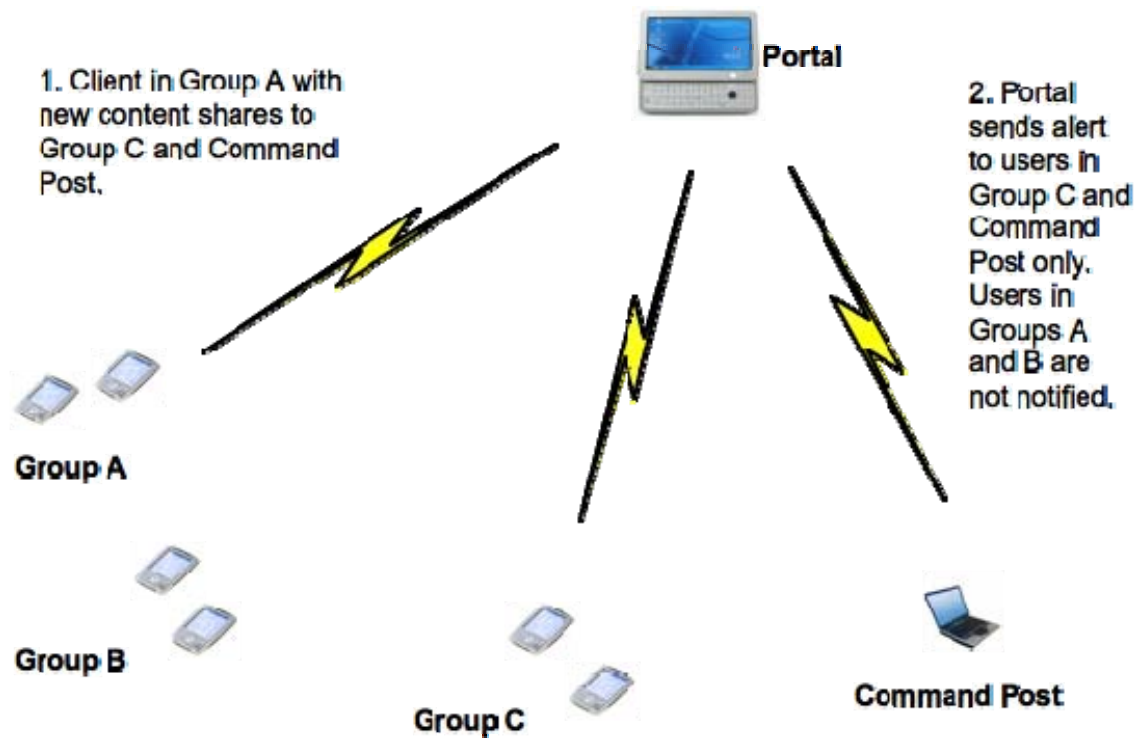 Portal
1. Client in Group A with
new content shares to
Group C and Command
Post.
2. Portal
sends alert
to users in
Group C and
Command
Post only.
Users in
Groups A
and B are
not notified.
Group A
Group B
Group C
Command Post